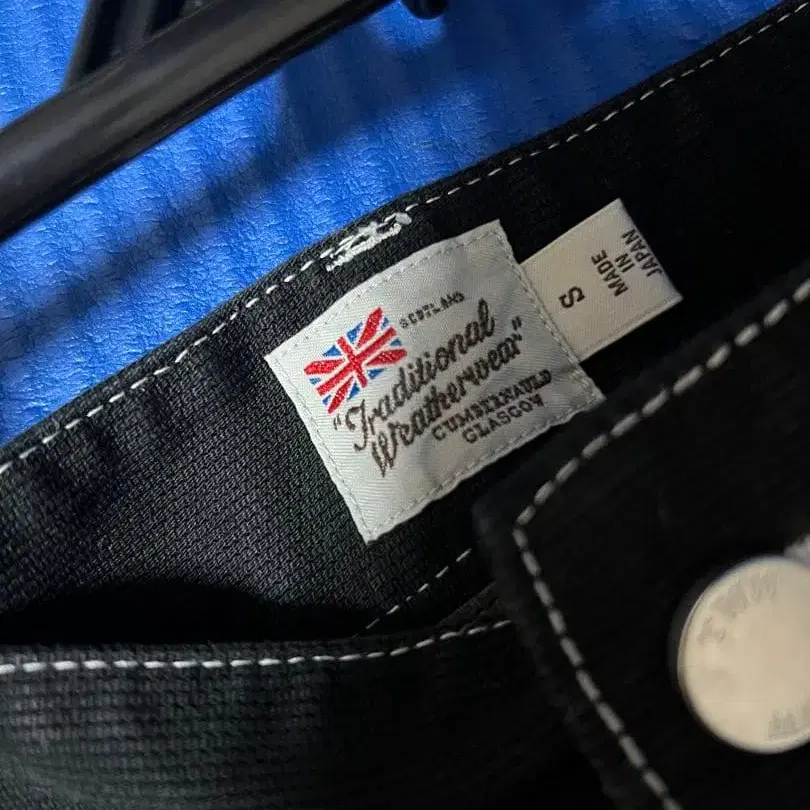 SCOTLAND
"Traditional
Weatherwear"
CUMBERNAULD
GLASGOW
S
MADE
IN
JAPAN